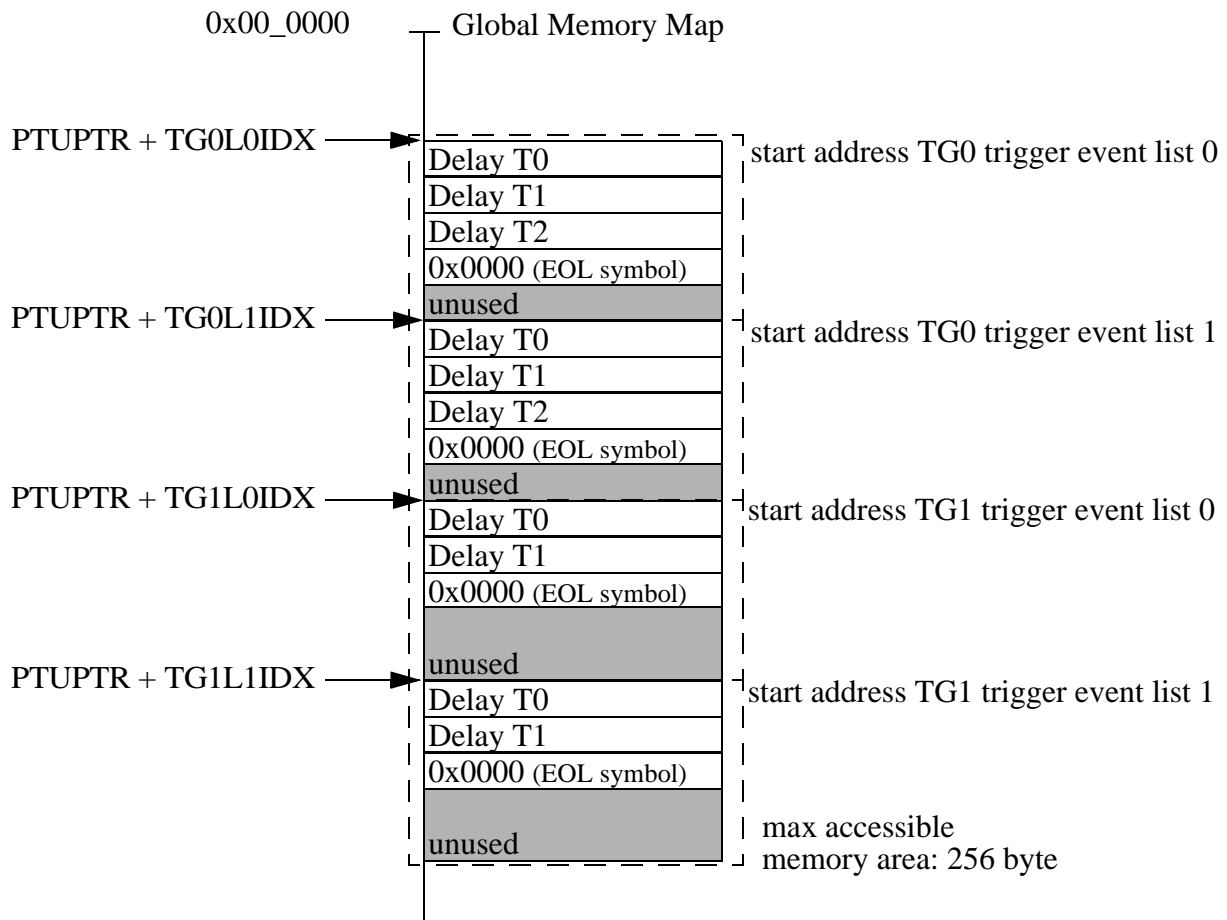 0x00_0000
Global Memory Map
PTUPTR + TG0L0IDX
start address TG0 trigger event list 0
Delay T0
Delay T1
Delay T2
0x0000 (EOL symbol)
unused
PTUPTR + TG0L1IDX
start address TG0 trigger event list 1
Delay T0
Delay T1
Delay T2
0x0000 (EOL symbol)
unused
PTUPTR + TG1L0IDX
start address TG1 trigger event list 0
Delay T0
Delay T1
0x0000 (EOL symbol)
unused
PTUPTR + TG1L1IDX
start address TG1 trigger event list 1
Delay T0
Delay T1
0x0000 (EOL symbol)
unused
max accessible
memory area: 256 byte